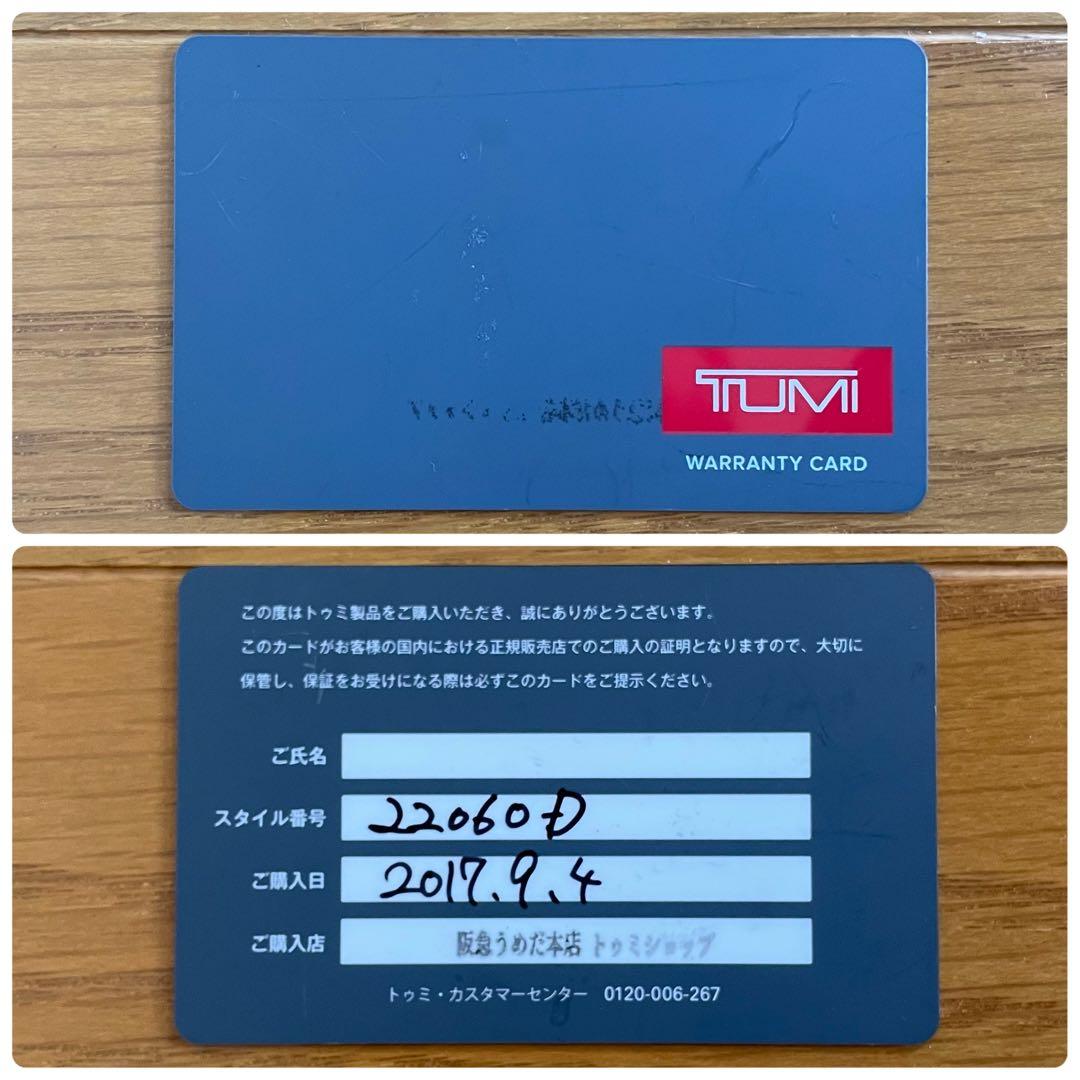 TUMI
WARRANTY CARD
この度はトゥミ製品をご購入いただき、誠にありがとうございます。
このカードがお客様の国内における正規販売店でのご購入の証明となりますので、大切に
保管し、保証をお受けになる際は必ずこのカードをご提示ください。
ご氏名
スタイル番号 22060D
ご購入日 2017.9.4
ご購入店 阪急うめだ本店 トゥミショップ
トゥミ・カスタマーセンター 0120-006-267